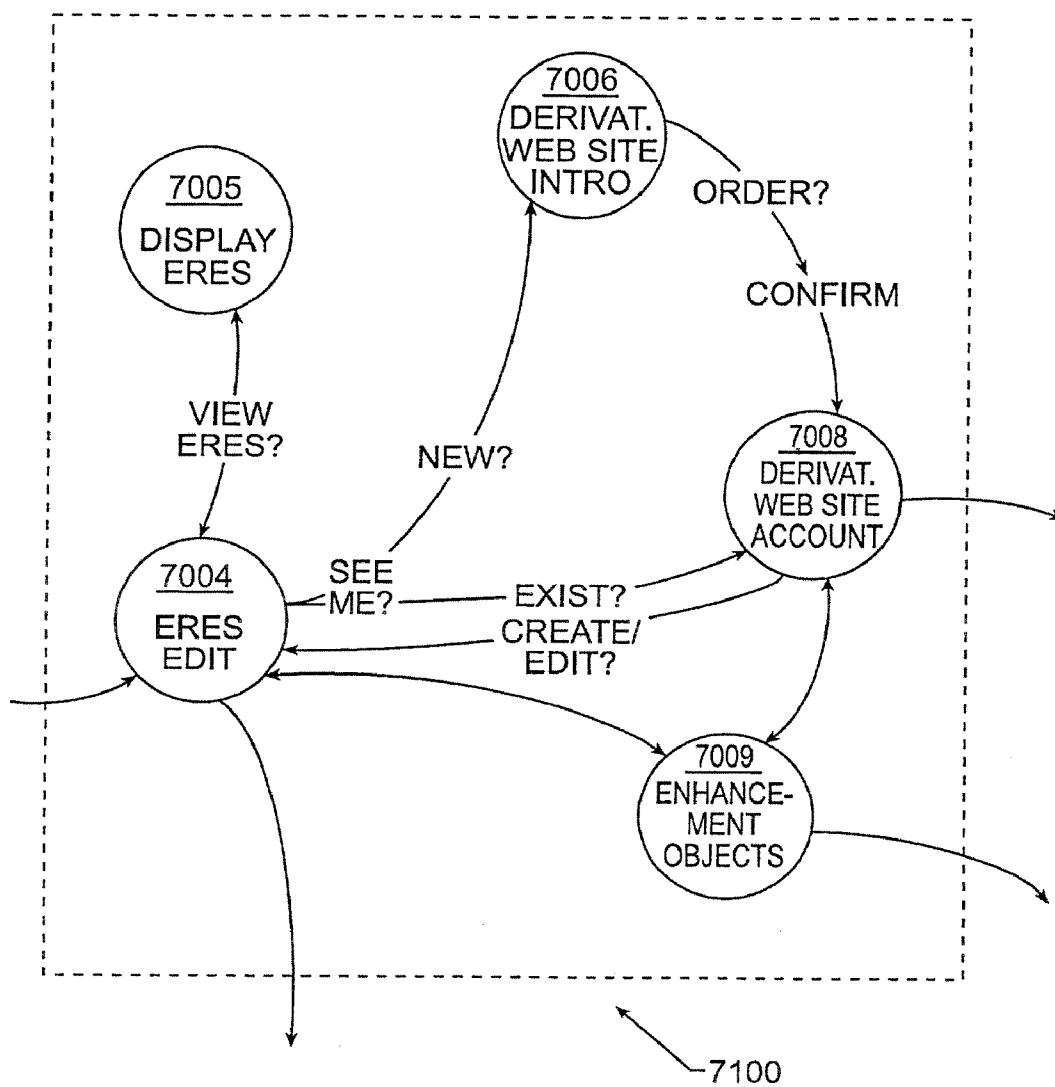 7006
DERIVAT.
WEB SITE
INTRO
7005
DISPLAY
ERES
ORDER?
CONFIRM
VIEW
ERES?
NEW?
7008
DERIVAT.
WEB SITE
ACCOUNT
7004
ERES
EDIT
SEE
ME?
EXIST?
CREATE/
EDIT?
7009
ENHANCE-
MENT
OBJECTS
7100